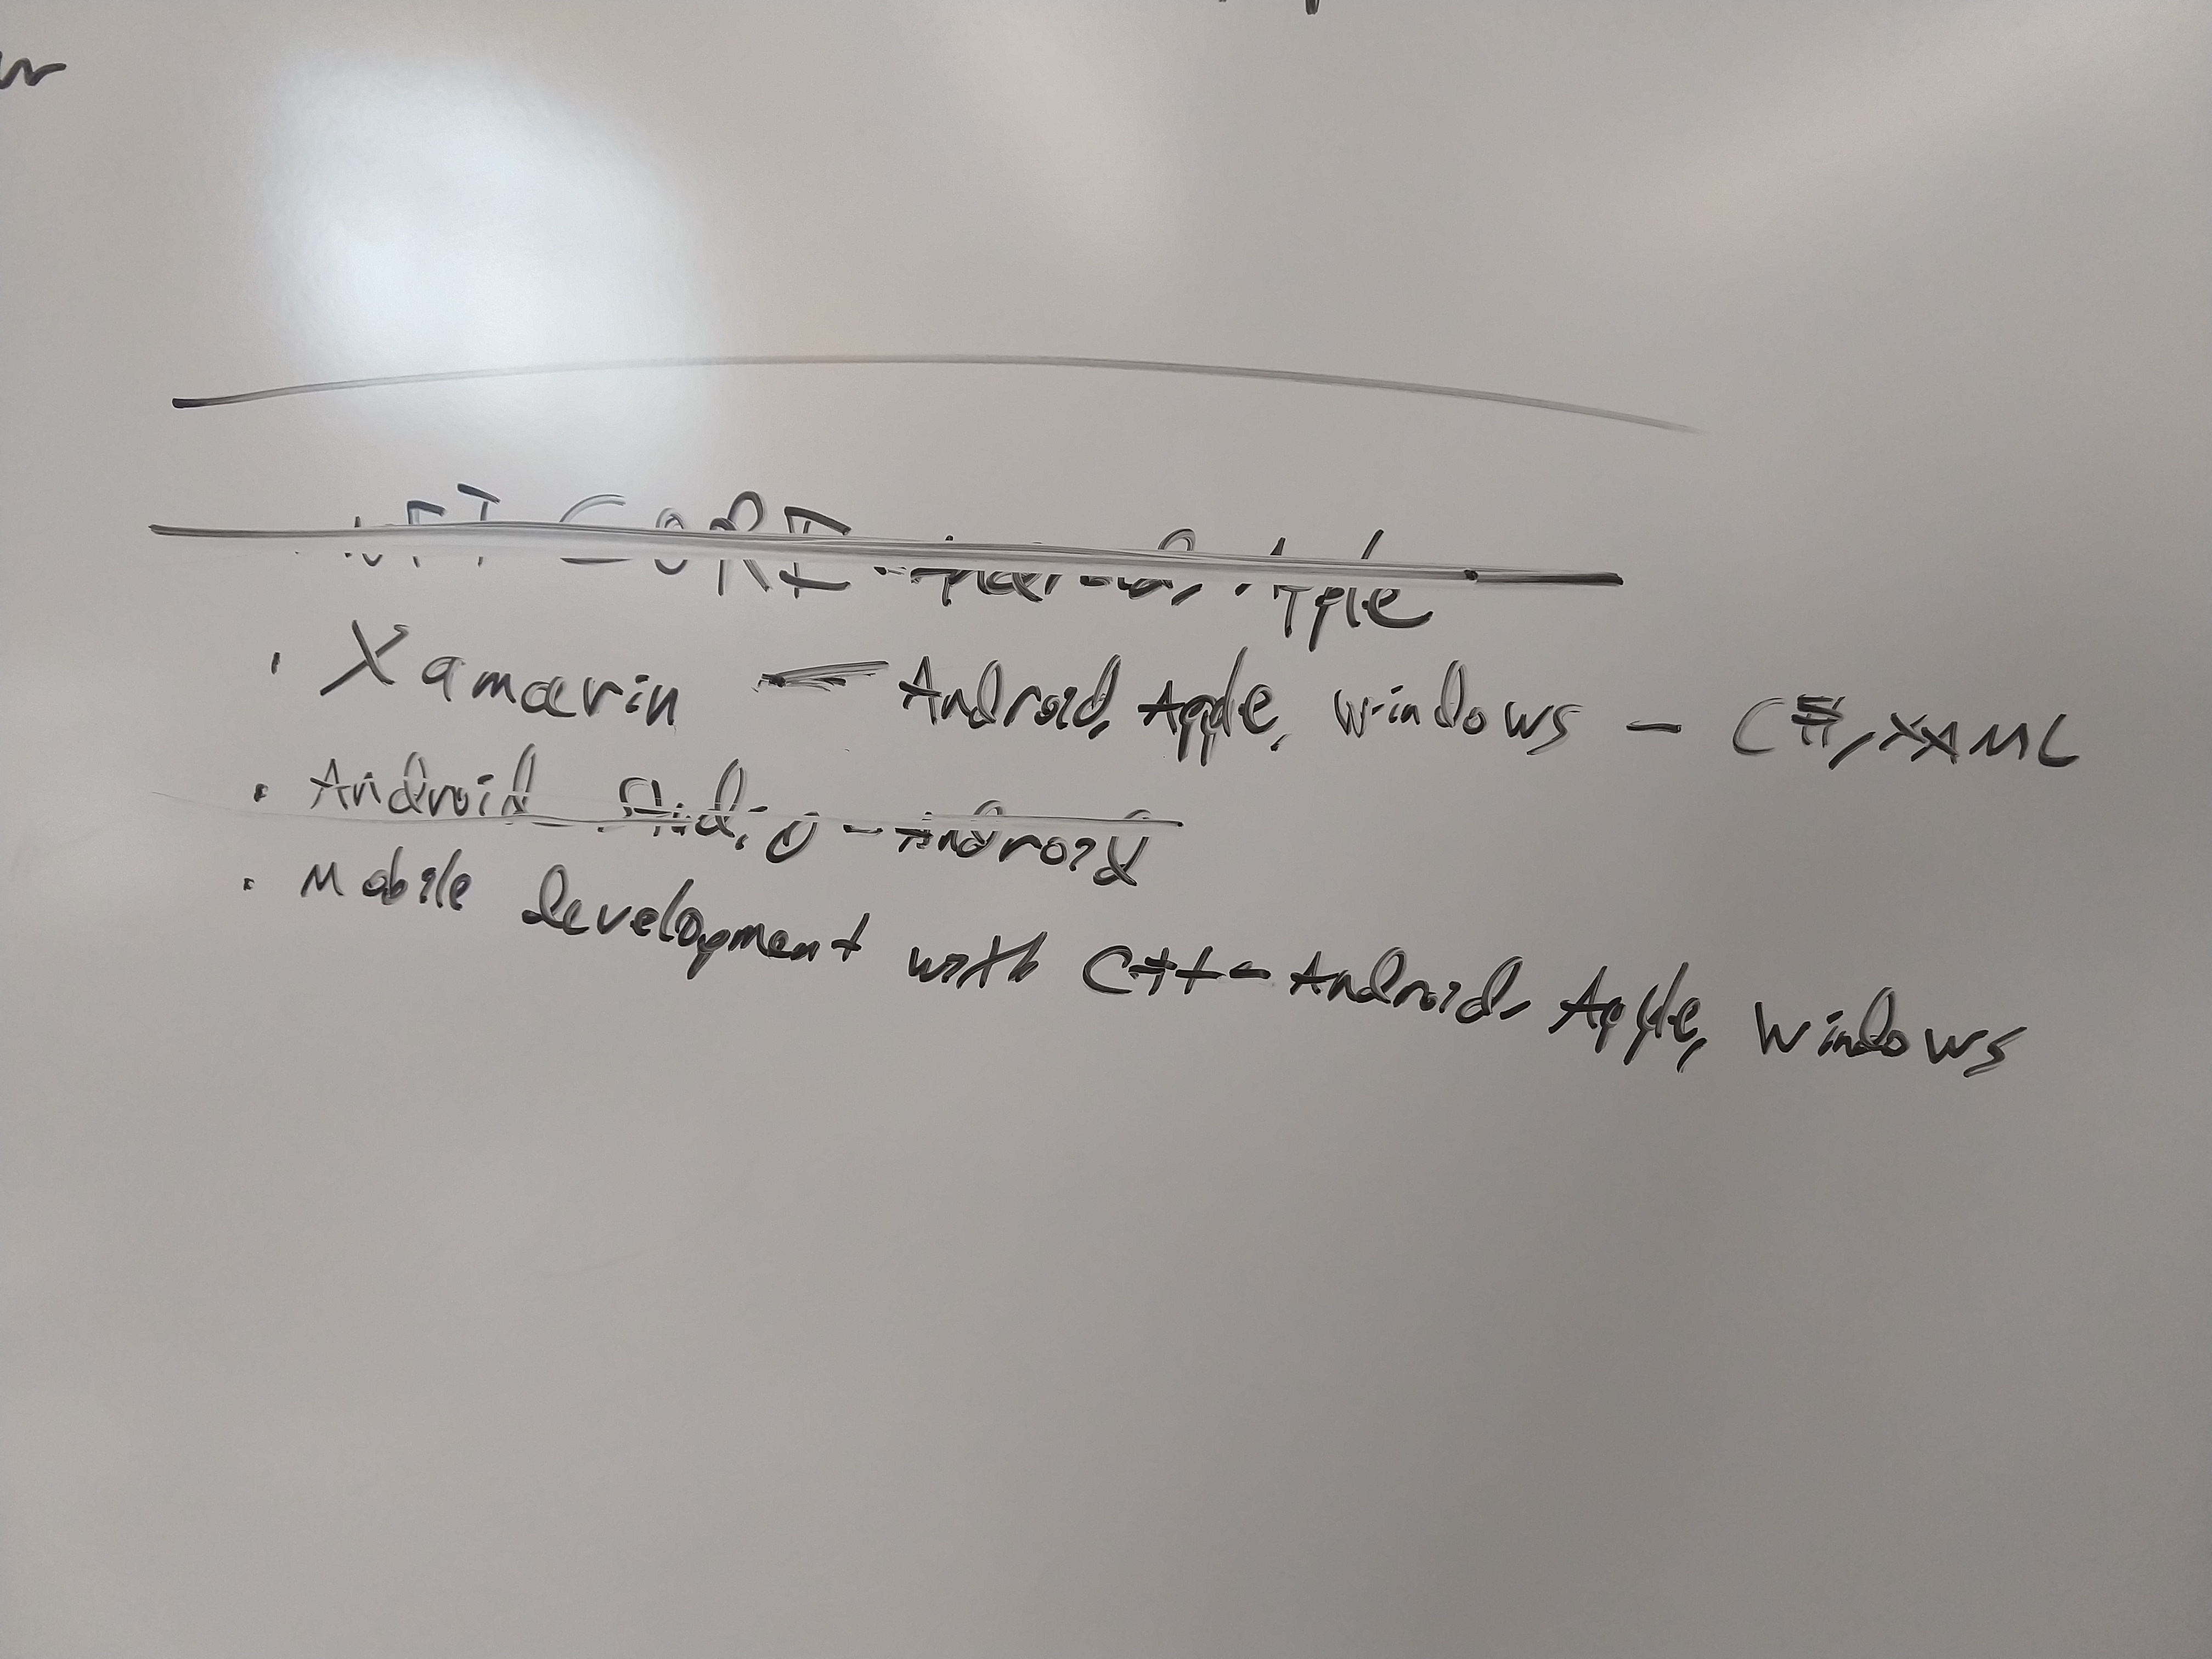 .NET CORE - Android, Apple
· Xamarin - Android, Apple, Windows - C#, XAML
· Android Studio - Android
· Mobile Development with C++ - Android, Apple, Windows